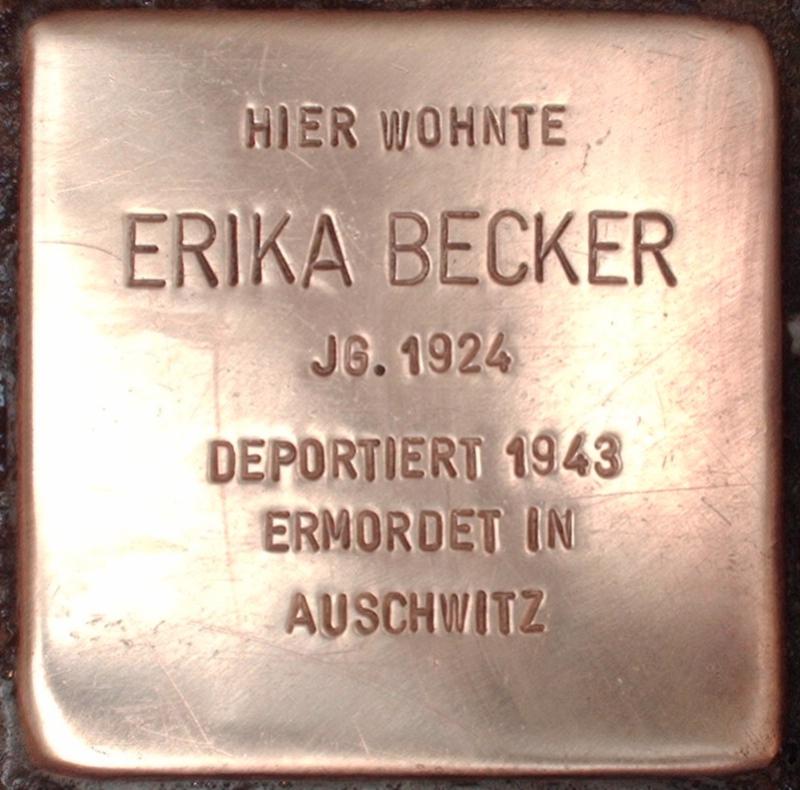 HIER WOHNTE
ERIKA BECKER
JG. 1924
DEPORTIERT 1943
ERMORDET IN
AUSCHWITZ